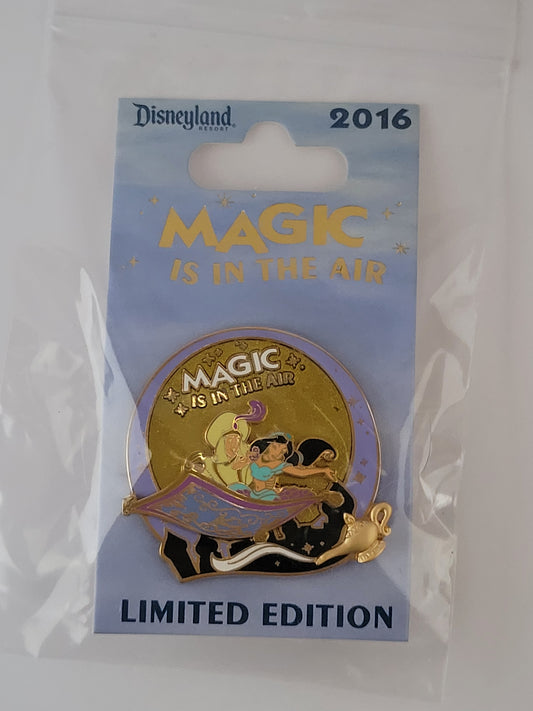 Disneyland
RESORT
2016
MAGIC
IS IN THE AIR
MAGIC
IS IN THE AIR
LIMITED EDITION